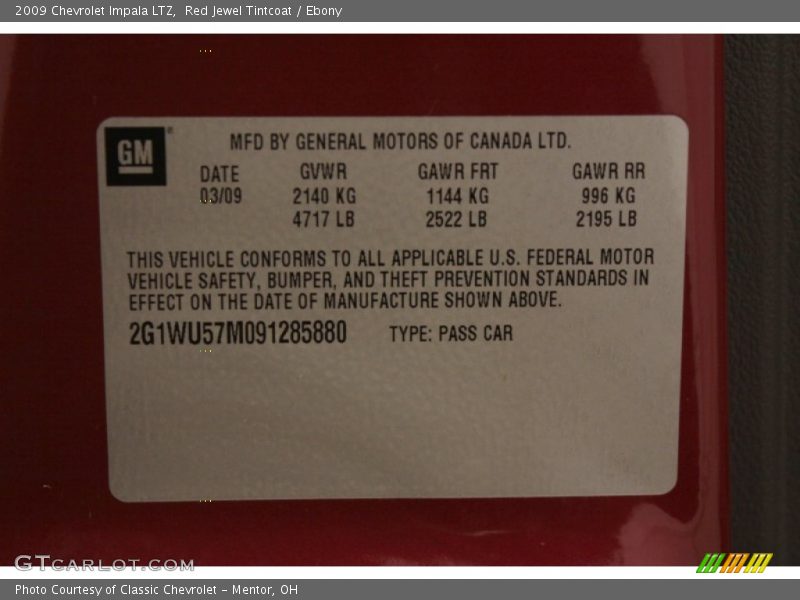 2009 Chevrolet Impala LTZ, Red Jewel Tintcoat / Ebony
GM
MFD BY GENERAL MOTORS OF CANADA LTD.
DATE GVWR GAWR FRT GAWR RR
03/09 2140 KG 1144 KG 996 KG
4717 LB 2522 LB 2195 LB
THIS VEHICLE CONFORMS TO ALL APPLICABLE U.S. FEDERAL MOTOR
VEHICLE SAFETY, BUMPER, AND THEFT PREVENTION STANDARDS IN
EFFECT ON THE DATE OF MANUFACTURE SHOWN ABOVE.
2G1WU57M091285880 TYPE: PASS CAR
GTCARLOT.COM
Photo Courtesy of Classic Chevrolet - Mentor, OH